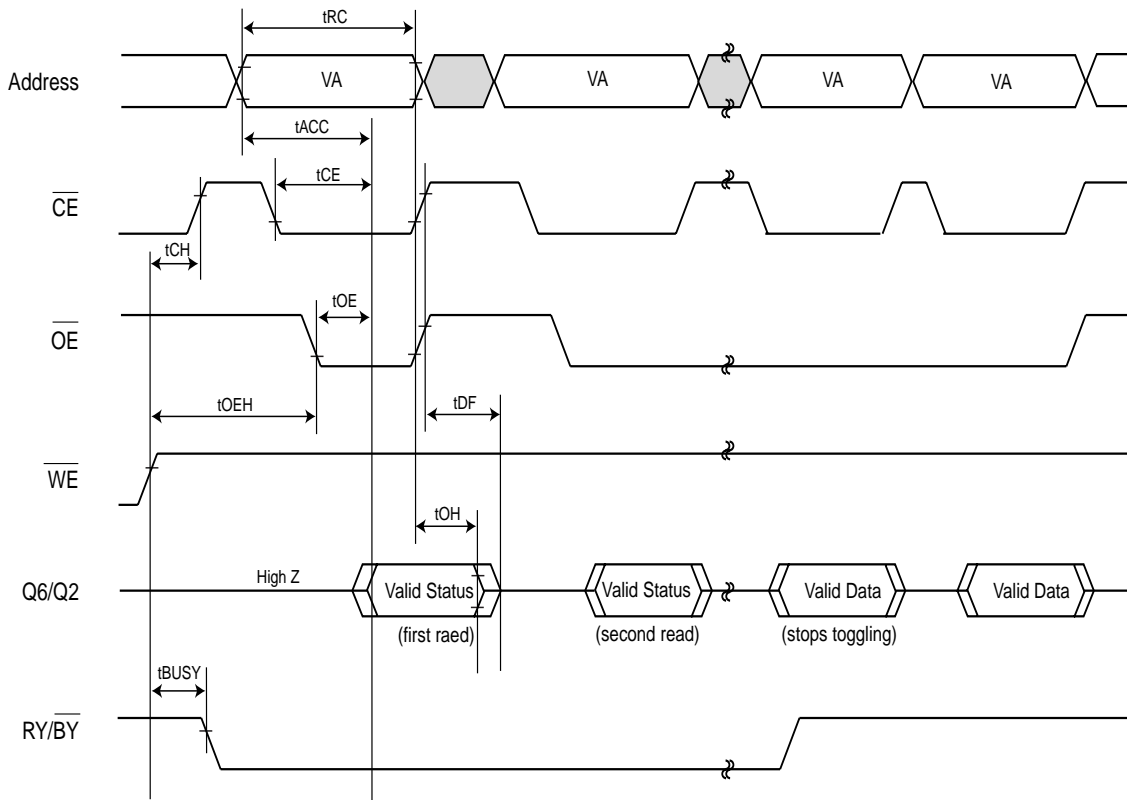 tRC
Address
VA
VA
VA
VA
tACC
tCE
CE
tCH
tOE
OE
tOEH
tDF
WE
tOH
Q6/Q2
High Z
Valid Status
Valid Status
Valid Data
Valid Data
(first raed)
(second read)
(stops toggling)
tBUSY
RY/BY